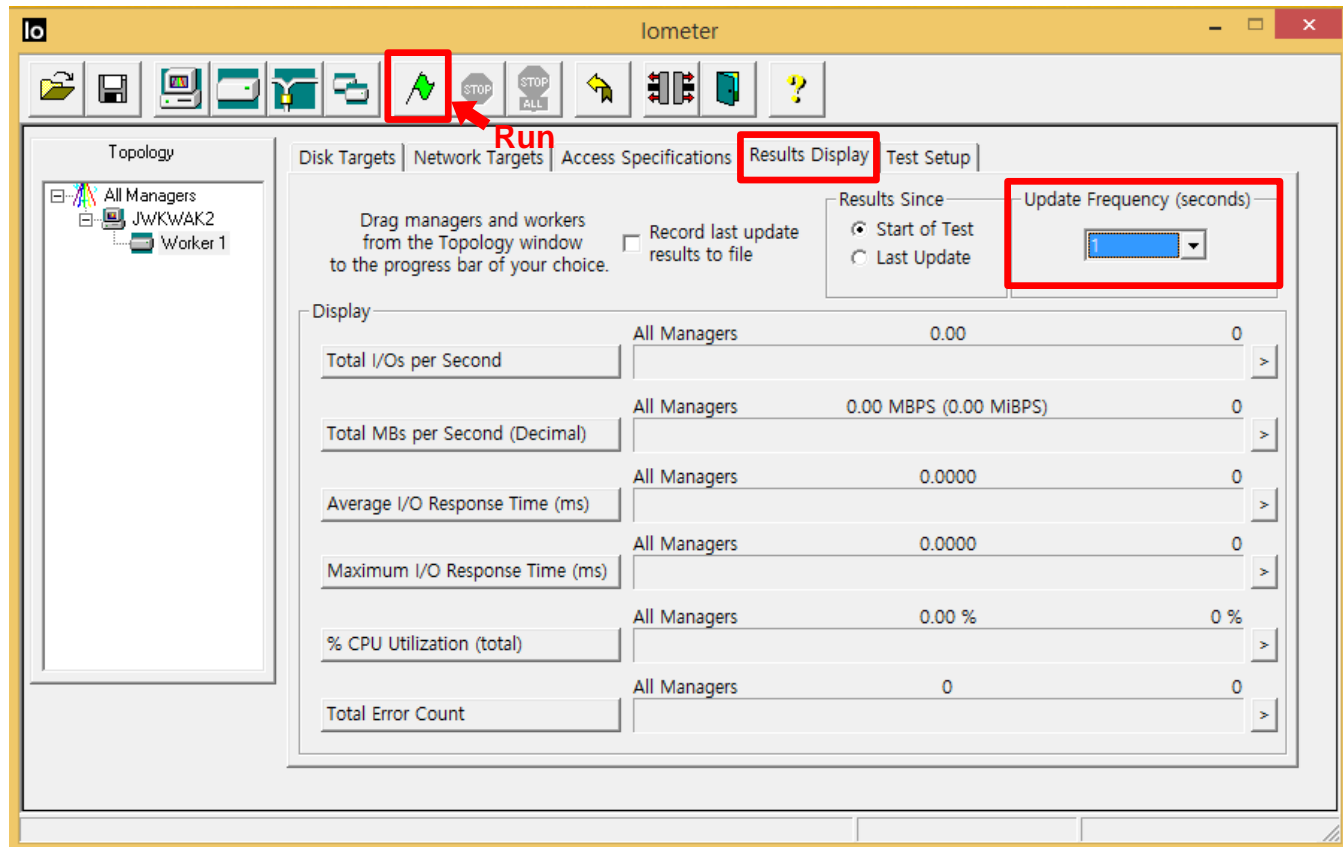 Io
Iometer
STOP
STOP
ALL
Run
Topology
All Managers
JWKWAK2
Worker 1
Disk Targets
Network Targets
Access Specifications
Results Display
Test Setup
Drag managers and workers
from the Topology window
to the progress bar of your choice.
Record last update
results to file
Results Since
Start of Test
Last Update
Update Frequency (seconds)
1
Display
All Managers 0.00 0
Total I/Os per Second >
All Managers 0.00 MBPS (0.00 MiBPS) 0
Total MBs per Second (Decimal) >
All Managers 0.0000 0
Average I/O Response Time (ms) >
All Managers 0.0000 0
Maximum I/O Response Time (ms) >
All Managers 0.00 % 0 %
% CPU Utilization (total) >
All Managers 0 0
Total Error Count >